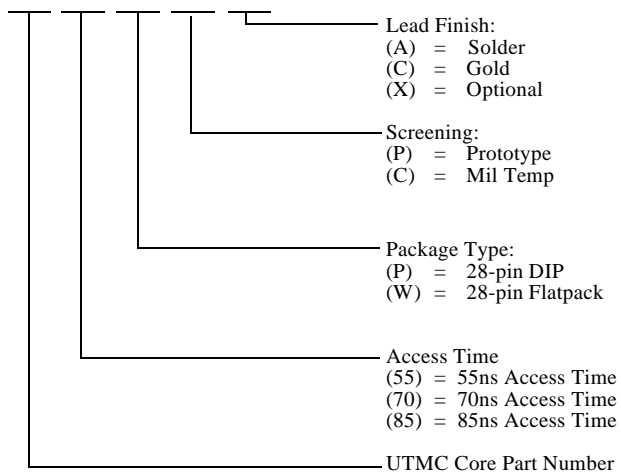 Lead Finish:
(A) = Solder
(C) = Gold
(X) = Optional
Screening:
(P) = Prototype
(C) = Mil Temp
Package Type:
(P) = 28-pin DIP
(W) = 28-pin Flatpack
Access Time
(55) = 55ns Access Time
(70) = 70ns Access Time
(85) = 85ns Access Time
UTMC Core Part Number